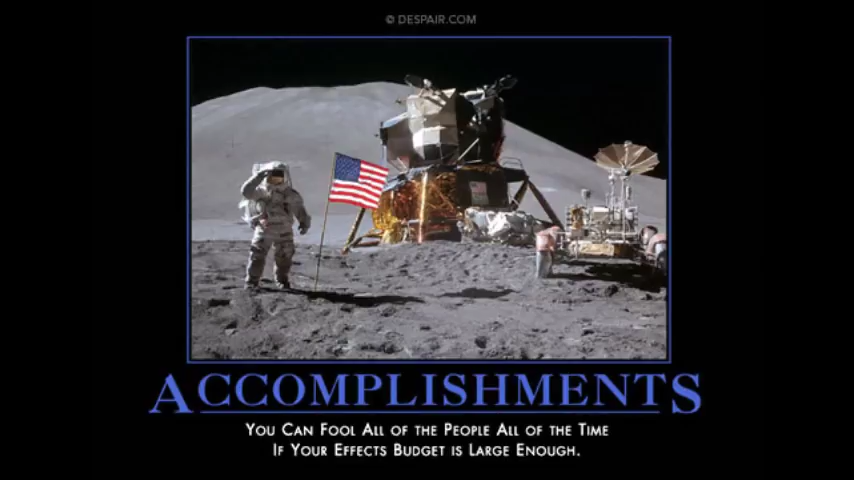 © DESPAIR.COM
ACCOMPLISHMENTS
YOU CAN FOOL ALL OF THE PEOPLE ALL OF THE TIME
IF YOUR EFFECTS BUDGET IS LARGE ENOUGH.